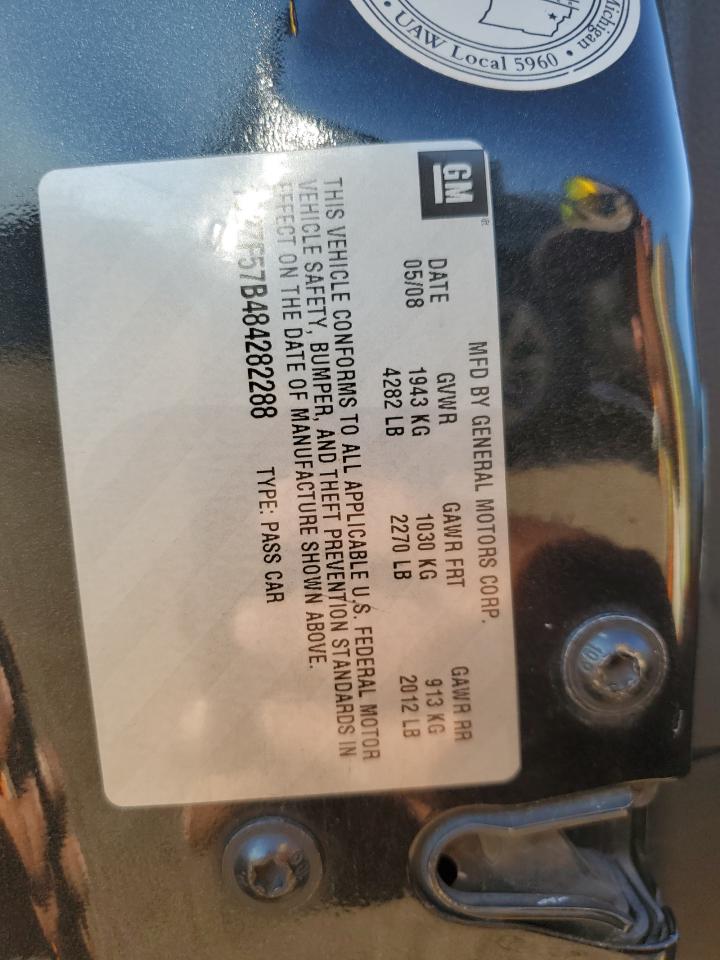 Michigan
• UAW Local 5960 •
GM
MFD BY GENERAL MOTORS CORP.
DATE GVWR GAWR FRT GAWR RR
05/08 1943 KG 1030 KG 913 KG
4282 LB 2270 LB 2012 LB
THIS VEHICLE CONFORMS TO ALL APPLICABLE U.S. FEDERAL MOTOR
VEHICLE SAFETY, BUMPER, AND THEFT PREVENTION STANDARDS IN
EFFECT ON THE DATE OF MANUFACTURE SHOWN ABOVE.
TYPE: PASS CAR